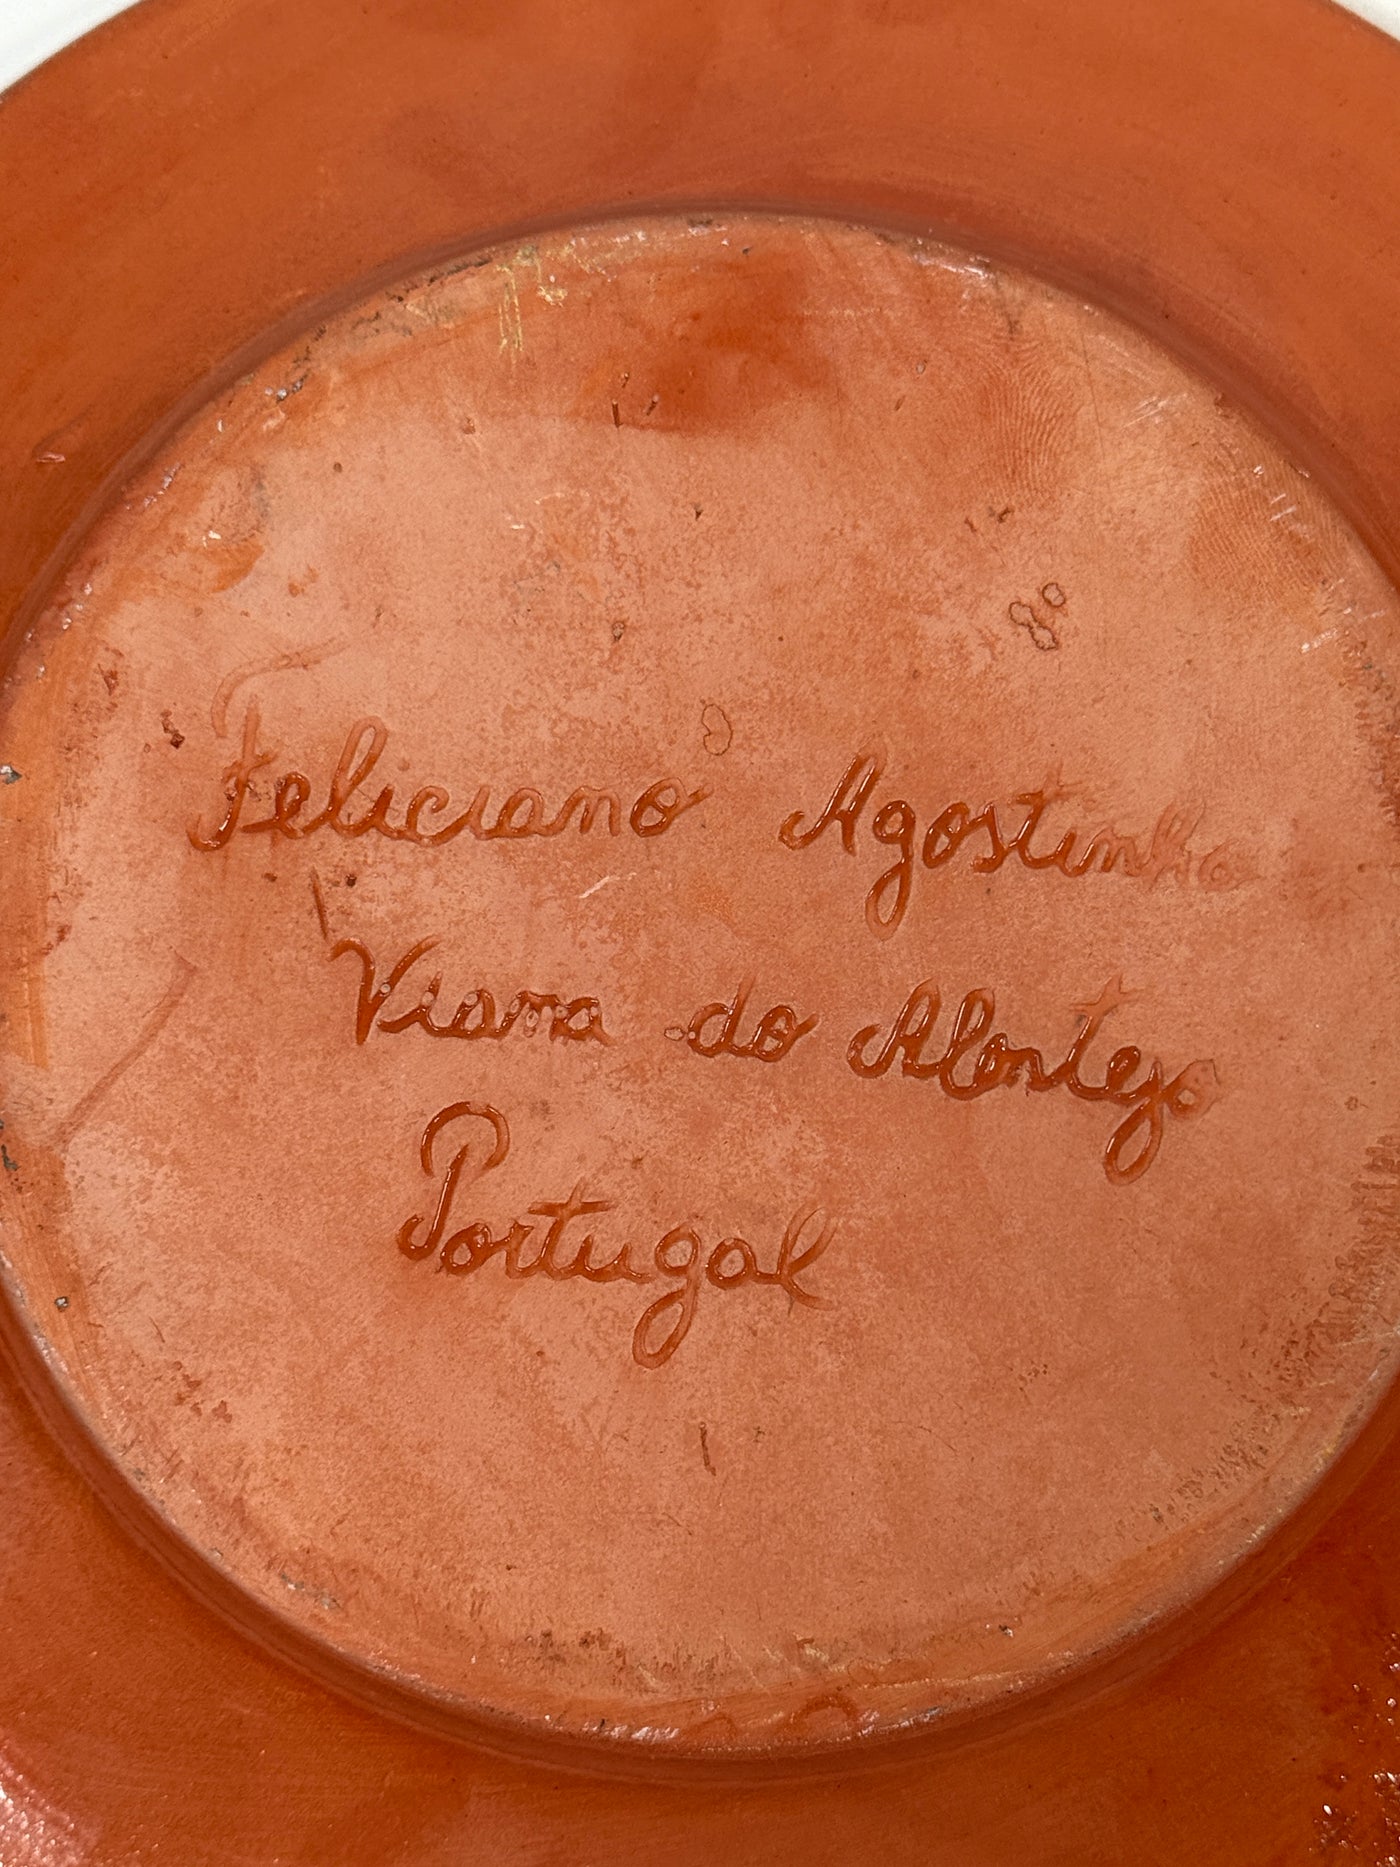 Feliciano Agostinho
Viana do Alentejo
Portugal